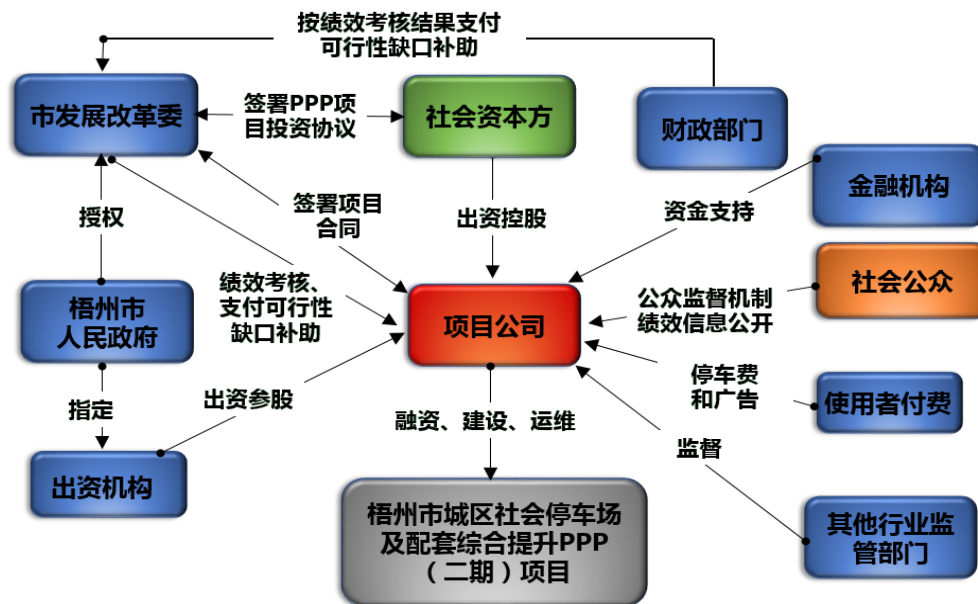 按绩效考核结果支付
可行性缺口补助
市发展改革委
签署PPP项
目投资协议
社会资本方
财政部门
金融机构
授权
签署项目
合同
出资控股
资金支持
社会公众
梧州市
人民政府
绩效考核、
支付可行性
缺口补助
项目公司
公众监督机制
绩效信息公开
停车费
和广告
使用者付费
指定
出资参股
融资、建设、运维
监督
出资机构
梧州市城区社会停车场
及配套综合提升PPP
（二期）项目
其他行业监
管部门